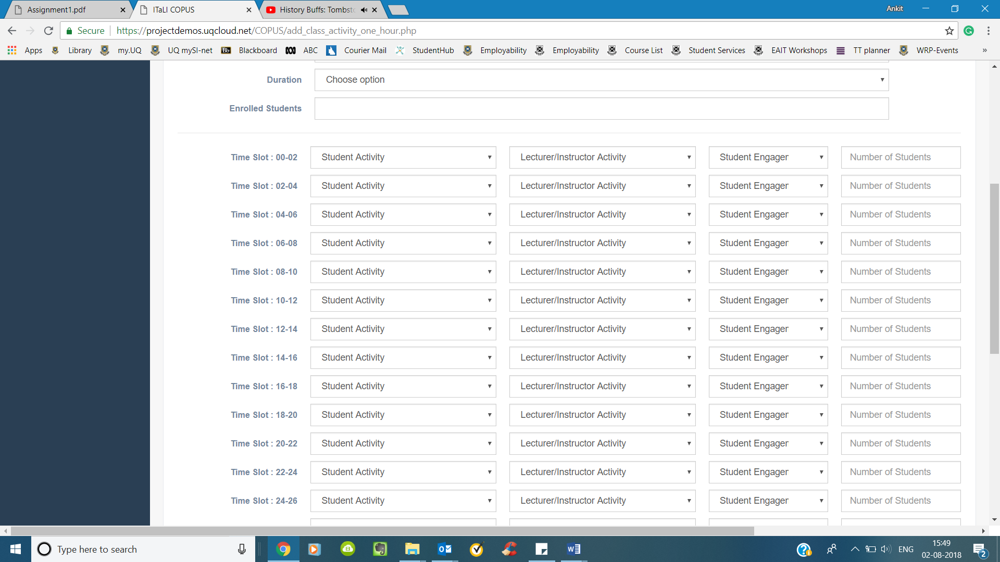 Assignment1.pdf ITaLI COPUS History Buffs: Tombst Ankit
Secure https://projectdemos.uqcloud.net/COPUS/add_class_activity_one_hour.php
Apps Library my.UQ UQ mySI-net Bb Blackboard ABC Courier Mail StudentHub Employability Employability Course List Student Services EAIT Workshops TT planner WRP-Events »
Duration Choose option
Enrolled Students
Time Slot : 00-02 Student Activity Lecturer/Instructor Activity Student Engager Number of Students
Time Slot : 02-04 Student Activity Lecturer/Instructor Activity Student Engager Number of Students
Time Slot : 04-06 Student Activity Lecturer/Instructor Activity Student Engager Number of Students
Time Slot : 06-08 Student Activity Lecturer/Instructor Activity Student Engager Number of Students
Time Slot : 08-10 Student Activity Lecturer/Instructor Activity Student Engager Number of Students
Time Slot : 10-12 Student Activity Lecturer/Instructor Activity Student Engager Number of Students
Time Slot : 12-14 Student Activity Lecturer/Instructor Activity Student Engager Number of Students
Time Slot : 14-16 Student Activity Lecturer/Instructor Activity Student Engager Number of Students
Time Slot : 16-18 Student Activity Lecturer/Instructor Activity Student Engager Number of Students
Time Slot : 18-20 Student Activity Lecturer/Instructor Activity Student Engager Number of Students
Time Slot : 20-22 Student Activity Lecturer/Instructor Activity Student Engager Number of Students
Time Slot : 22-24 Student Activity Lecturer/Instructor Activity Student Engager Number of Students
Time Slot : 24-26 Student Activity Lecturer/Instructor Activity Student Engager Number of Students
Type here to search ENG 15:49
02-08-2018 2